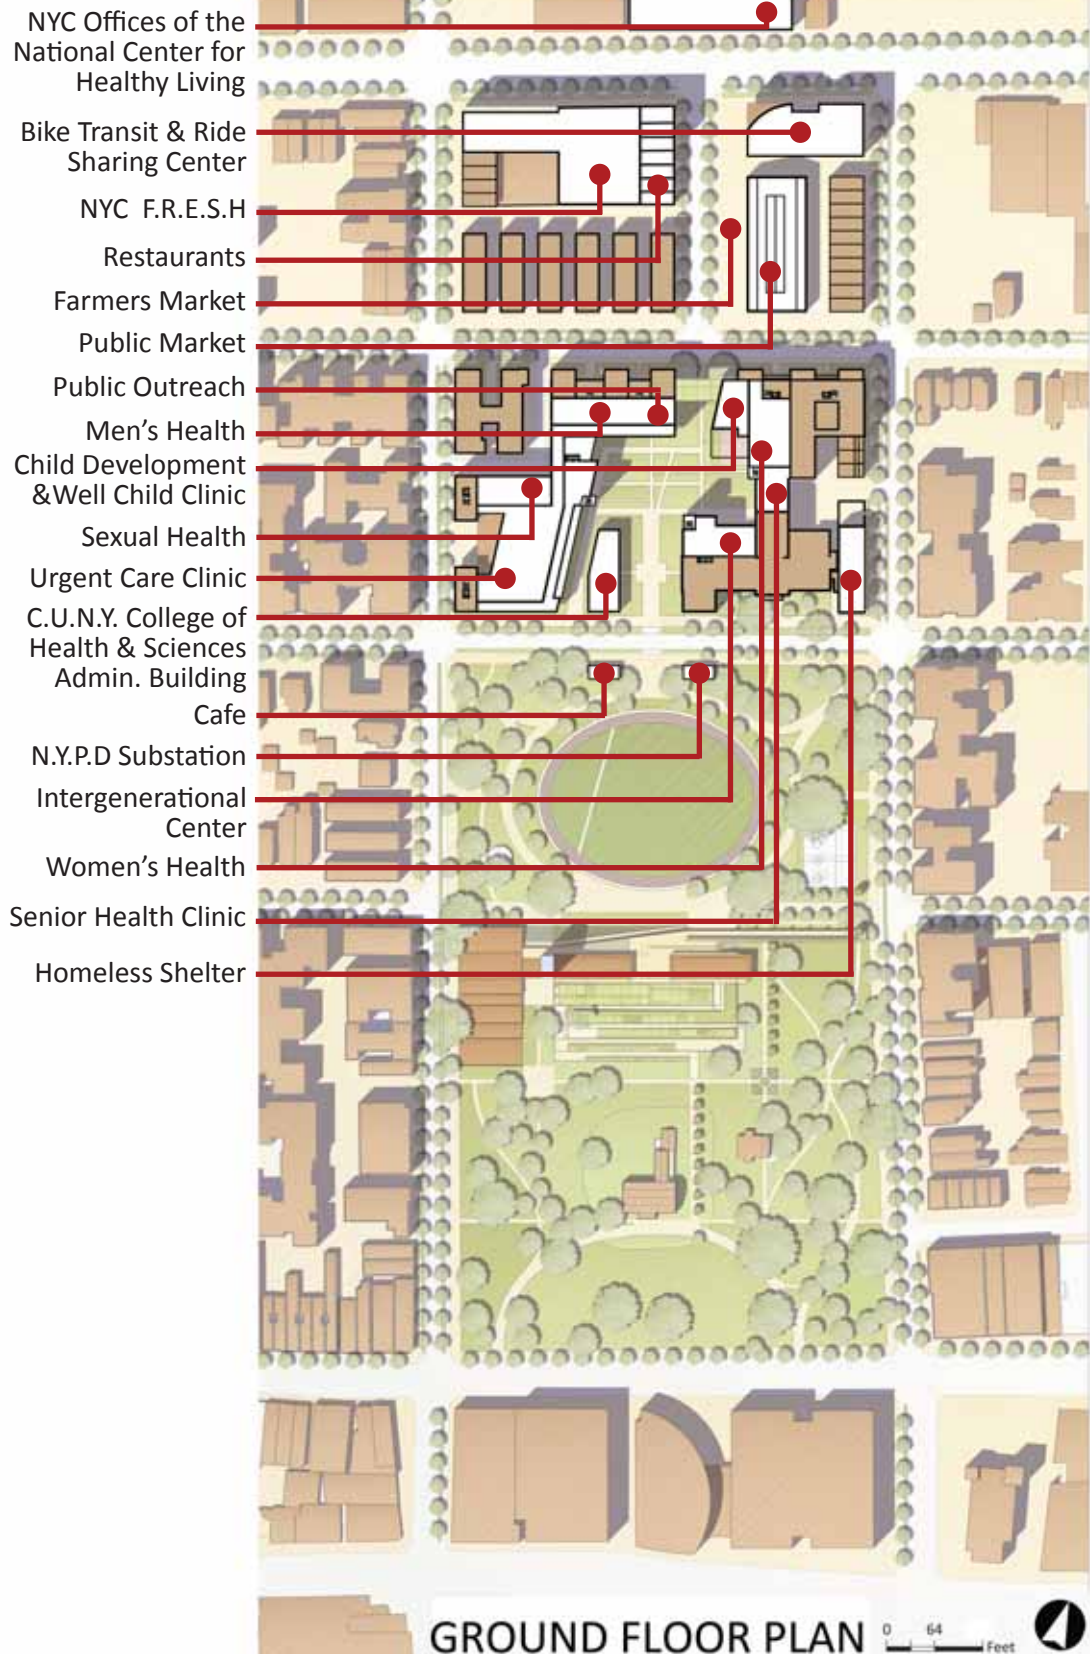 NYC Offices of the
National Center for
Healthy Living
Bike Transit & Ride
Sharing Center
NYC F.R.E.S.H
Restaurants
Farmers Market
Public Market
Public Outreach
Men's Health
Child Development
&Well Child Clinic
Sexual Health
Urgent Care Clinic
C.U.N.Y. College of
Health & Sciences
Admin. Building
Cafe
N.Y.P.D Substation
Intergenerational
Center
Women's Health
Senior Health Clinic
Homeless Shelter
GROUND FLOOR PLAN
0 64
Feet